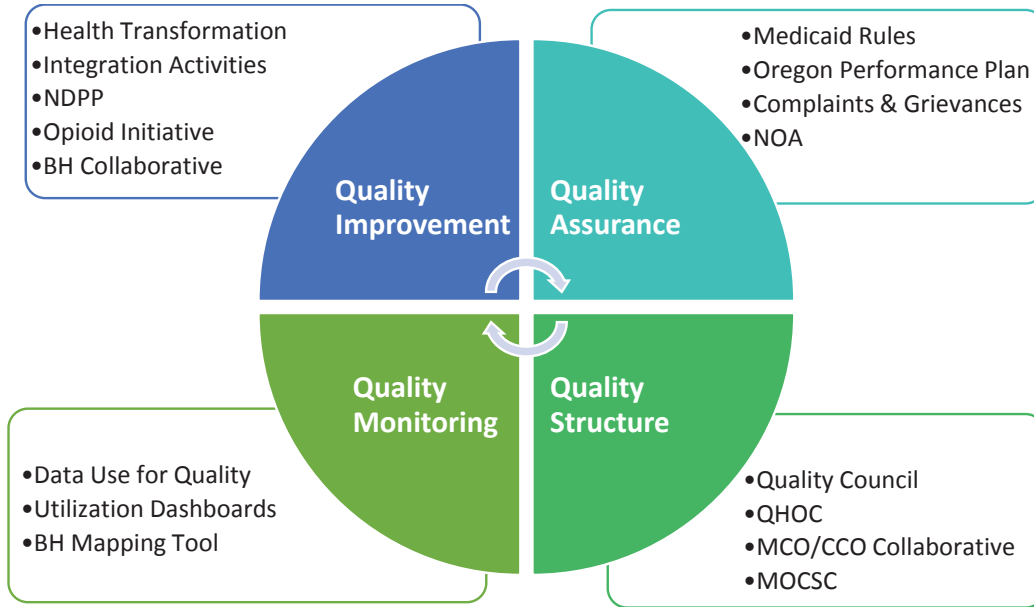 •Health Transformation
•Integration Activities
•NDPP
•Opioid Initiative
•BH Collaborative
•Medicaid Rules
•Oregon Performance Plan
•Complaints & Grievances
•NOA
Quality
Improvement
Quality
Assurance
Quality
Monitoring
Quality
Structure
•Data Use for Quality
•Utilization Dashboards
•BH Mapping Tool
•Quality Council
•QHOC
•MCO/CCO Collaborative
•MOCSC